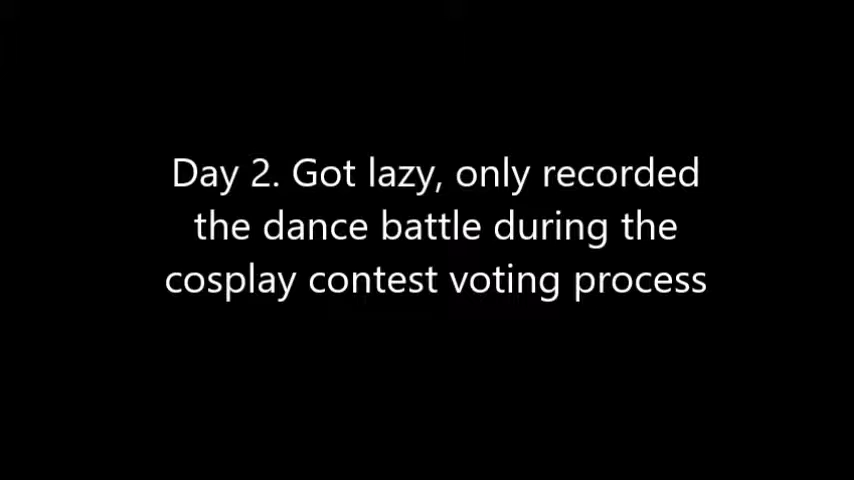 Day 2. Got lazy, only recorded
the dance battle during the
cosplay contest voting process